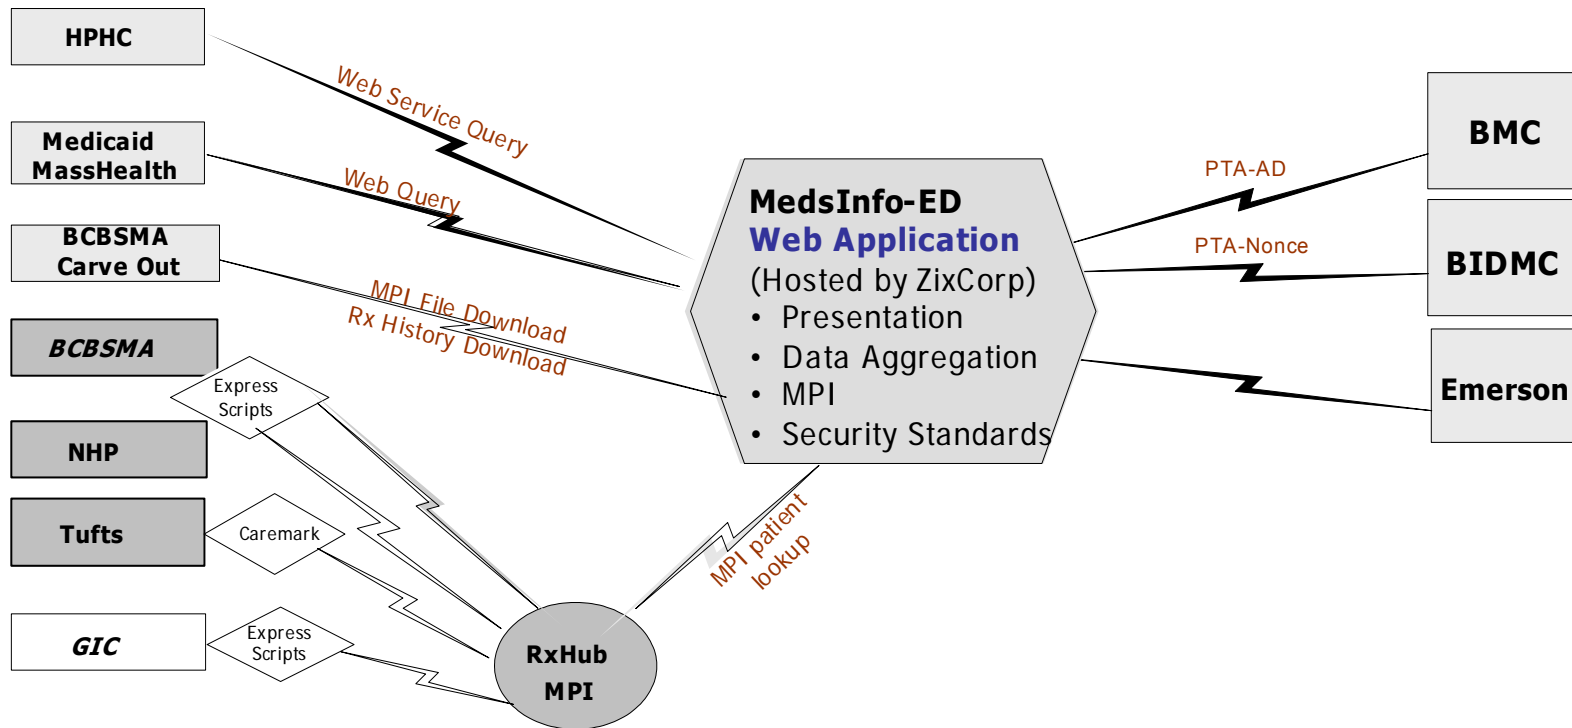 HPHC
Medicaid
MassHealth
BCBSMA
Carve Out
BCBSMA
NHP
Tufts
GIC
Express
Scripts
Caremark
Express
Scripts
Web Service Query
Web Query
MPI File Download
Rx History Download
RxHub
MPI
MPI patient
lookup
MedsInfo-ED
Web Application
(Hosted by ZixCorp)
• Presentation
• Data Aggregation
• MPI
• Security Standards
PTA-AD
PTA-Nonce
BMC
BIDMC
Emerson